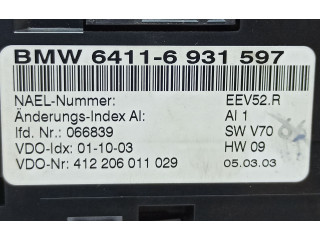 BMW 6411-6 931 597
NAEL-Nummer: EEV52.R
Änderungs-Index AI: AI 1
lfd. Nr.: 066839 SW V70
VDO-Idx: 01-10-03 HW 09
VDO-Nr: 412 206 011 029 05.03.03